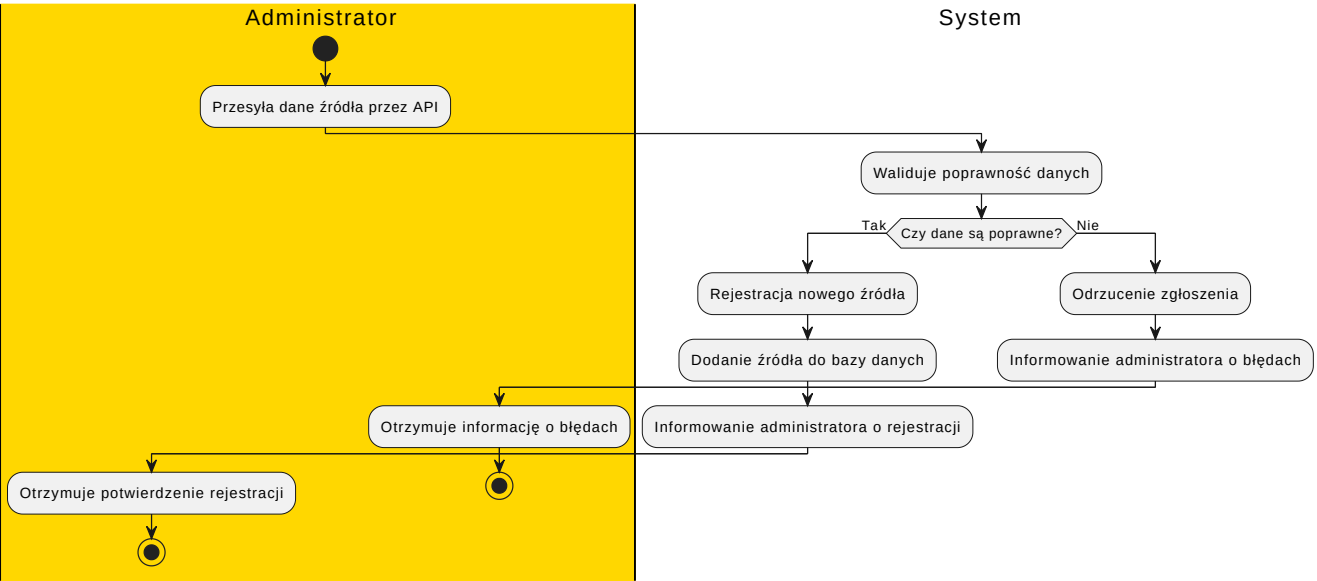 Administrator
System
Przesyła dane źródła przez API
Waliduje poprawność danych
Tak
Czy dane są poprawne?
Nie
Rejestracja nowego źródła
Odrzucenie zgłoszenia
Dodanie źródła do bazy danych
Informowanie administratora o błędach
Otrzymuje informację o błędach
Informowanie administratora o rejestracji
Otrzymuje potwierdzenie rejestracji